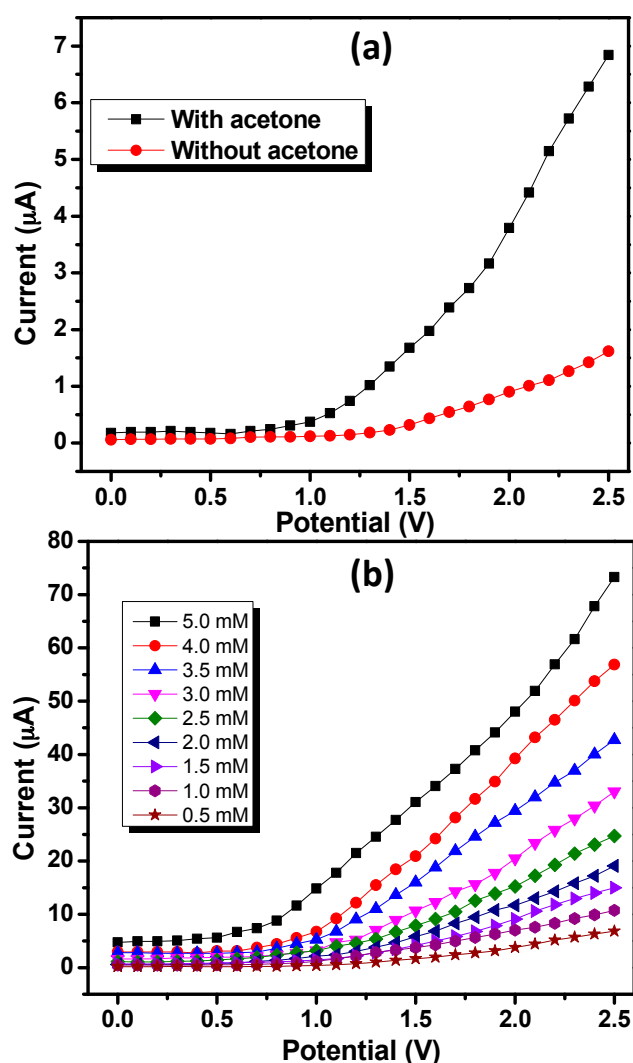 (a)
7
6
5
4
3
2
1
0
Current (μA)
With acetone
Without acetone
0.0 0.5 1.0 1.5 2.0 2.5
Potential (V)
(b)
80
70
60
50
40
30
20
10
0
Current (μA)
5.0 mM
4.0 mM
3.5 mM
3.0 mM
2.5 mM
2.0 mM
1.5 mM
1.0 mM
0.5 mM
0.0 0.5 1.0 1.5 2.0 2.5
Potential (V)